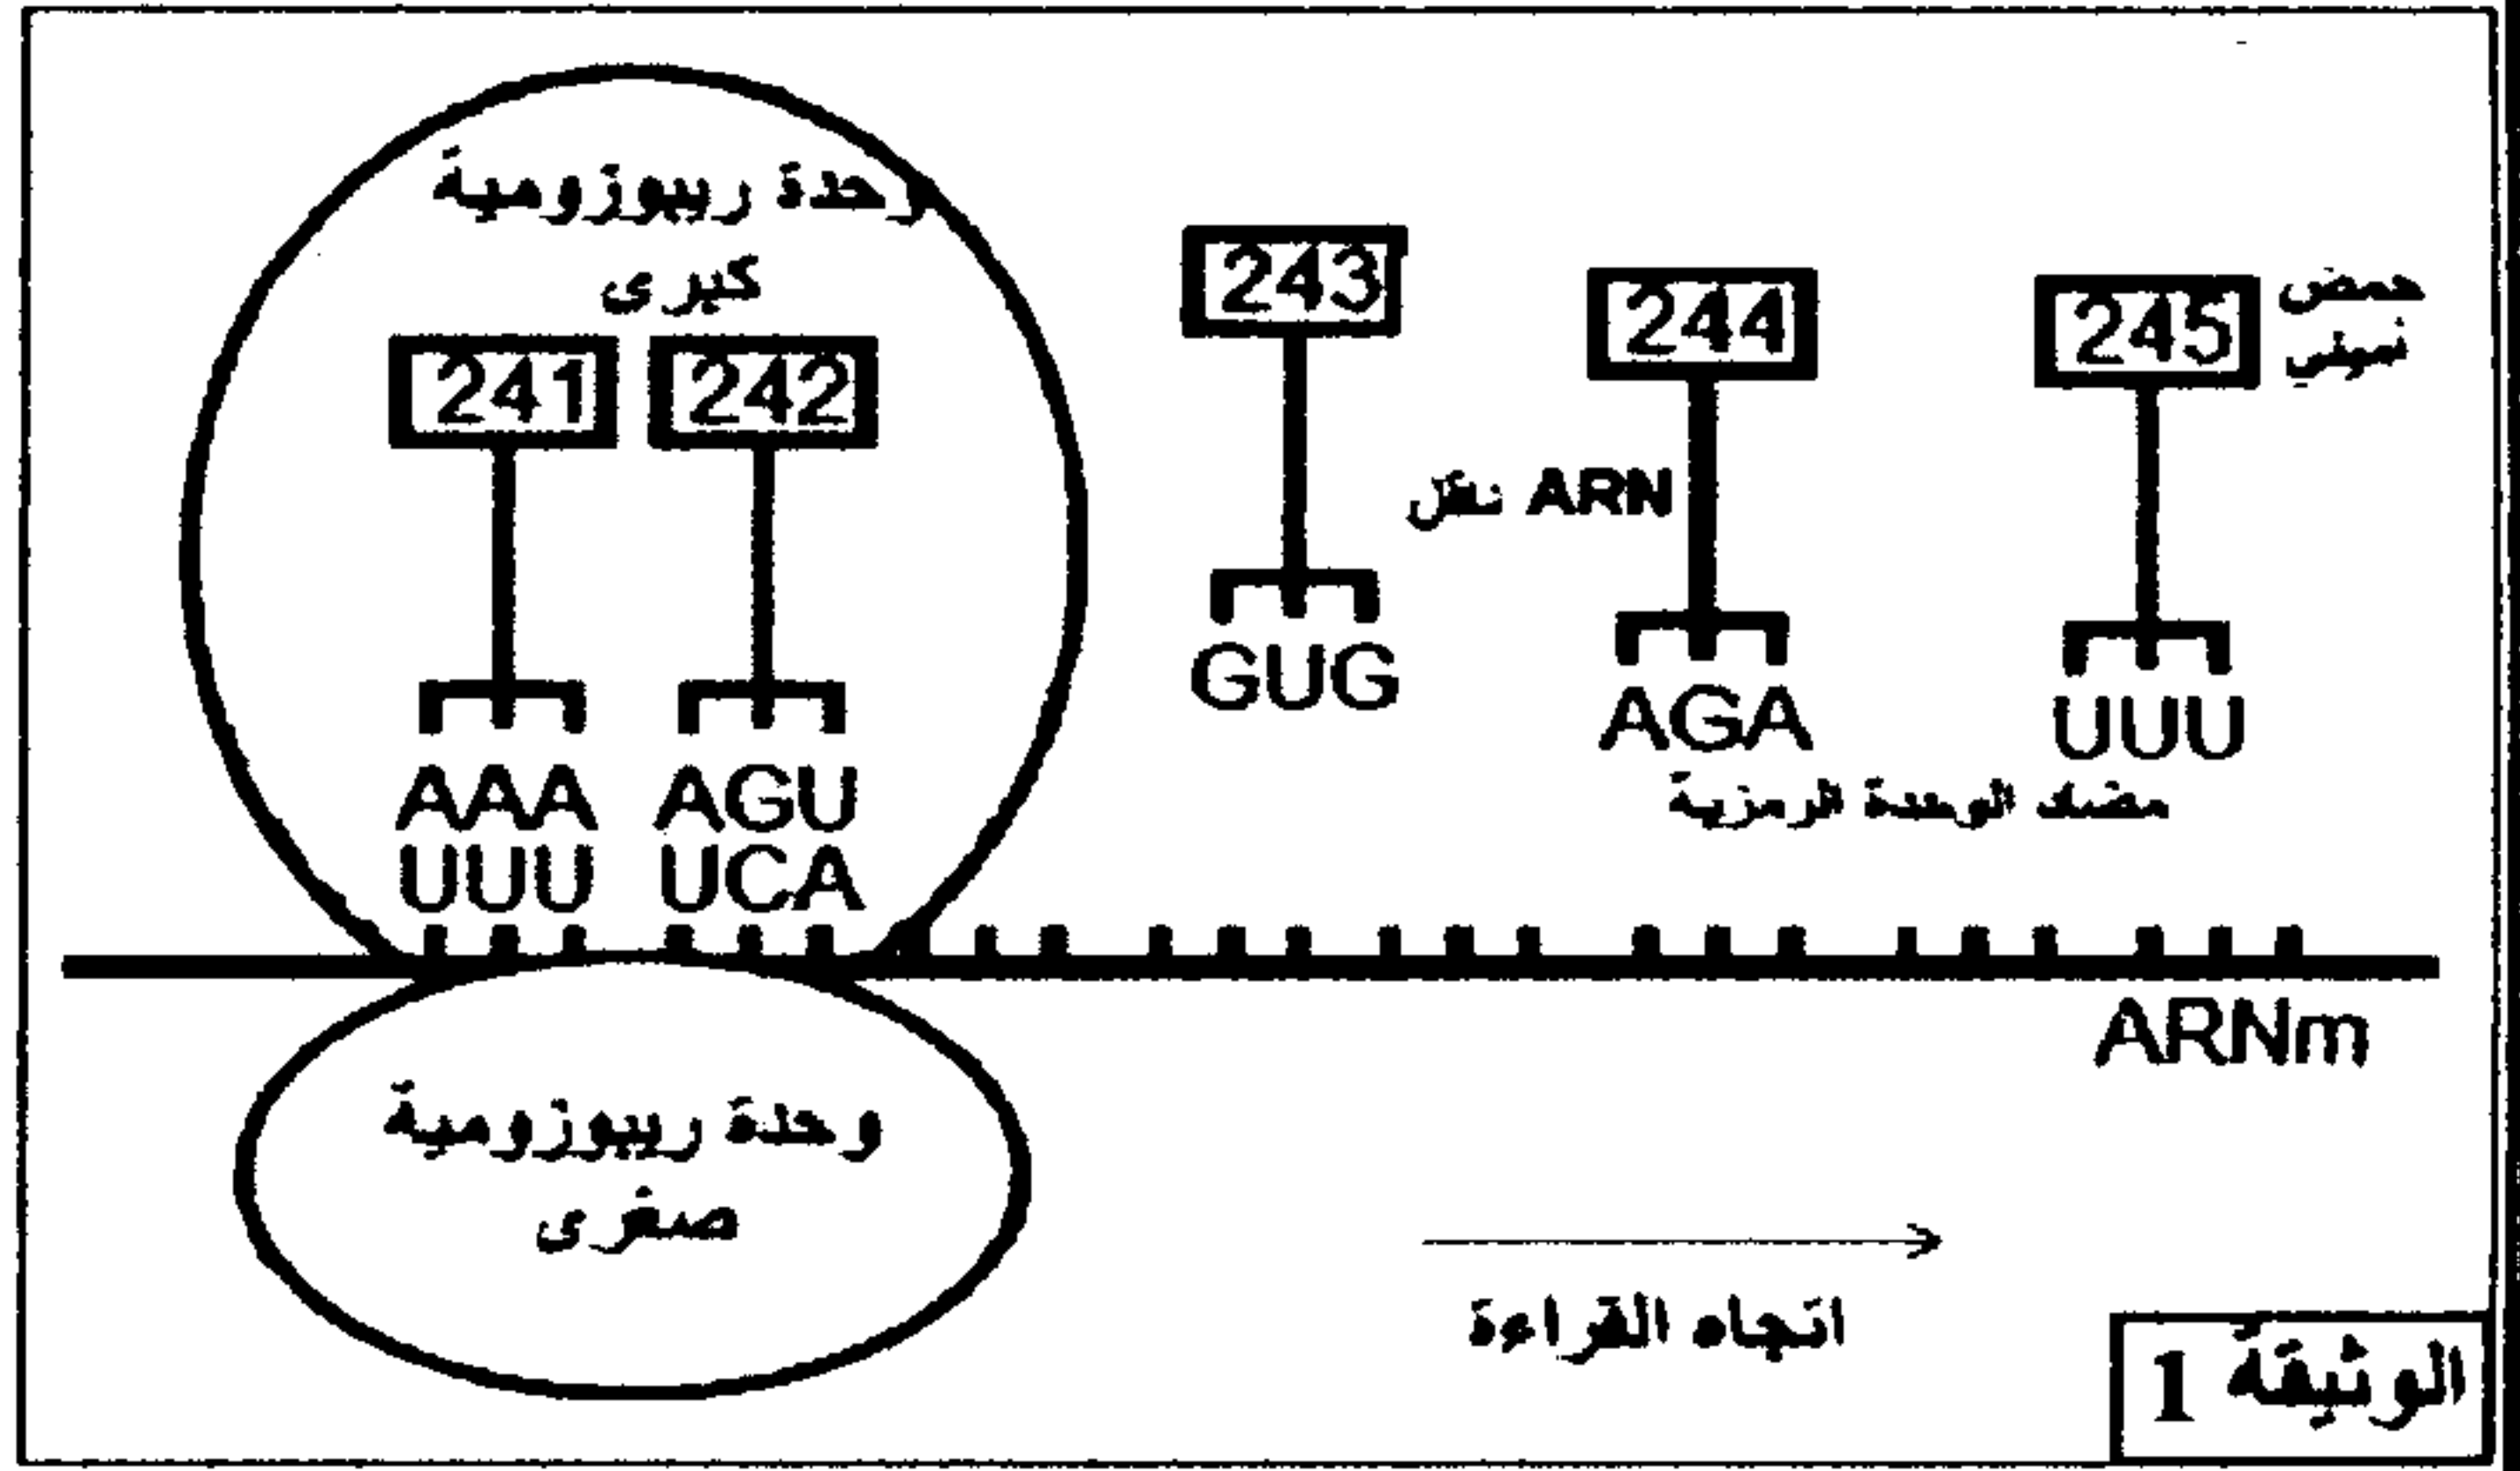 وحدة ريبوزومية
كبرى
241 242 243 244 245
حمض
أميني
ARN نقل
GUG AGA UUU
AAA AGU
UUU UCA
مضاد الوحدة الرمزية
ARNm
وحدة ريبوزومية
صغرى
اتجاه القراءة
الوثيقة 1